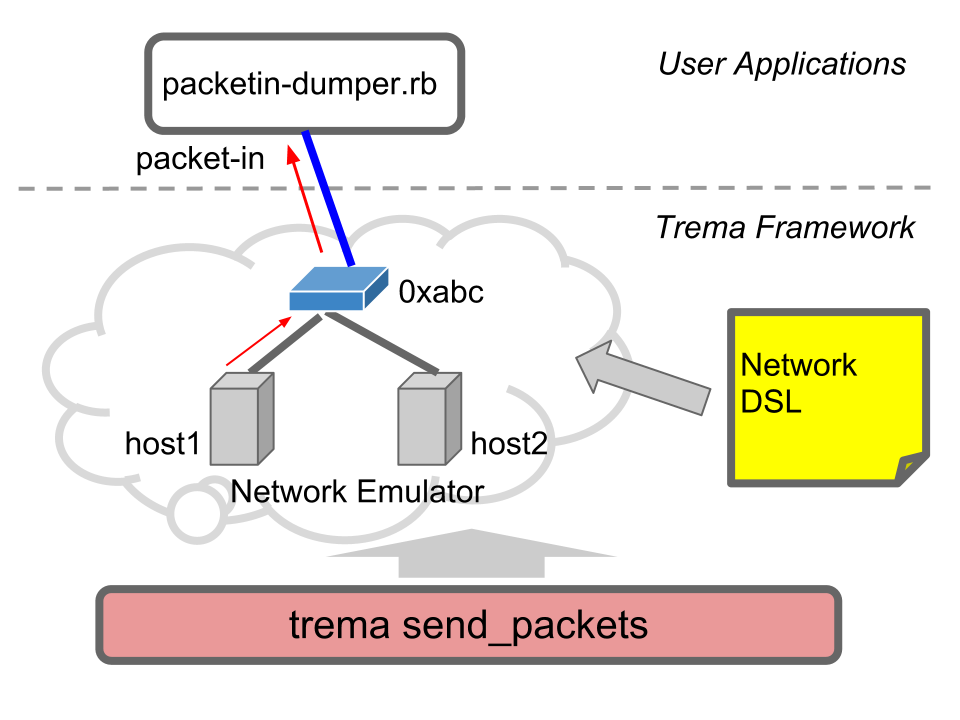 packetin-dumper.rb
User Applications
packet-in
Trema Framework
0xabc
Network
DSL
host1
host2
Network Emulator
trema send_packets